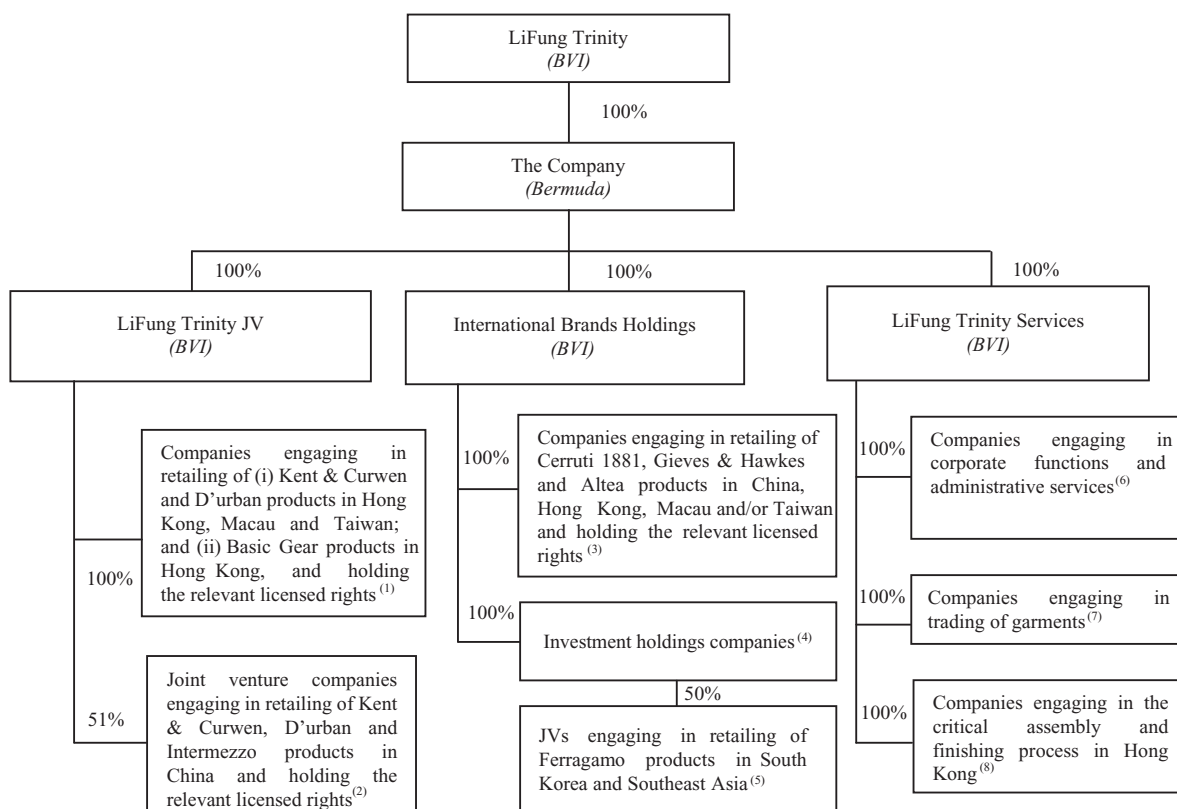 LiFung Trinity
(BVI)
100%
The Company
(Bermuda)
100%
100%
100%
LiFung Trinity JV
(BVI)
International Brands Holdings
(BVI)
LiFung Trinity Services
(BVI)
100%
Companies engaging in
retailing of (i) Kent & Curwen
and D’urban products in Hong
Kong, Macau and Taiwan;
and (ii) Basic Gear products in
Hong Kong, and holding
the relevant licensed rights(1)
51%
Joint venture companies
engaging in retailing of Kent
& Curwen, D’urban and
Intermezzo products in
China and holding the
relevant licensed rights(2)
100%
Companies engaging in retailing of
Cerruti 1881, Gieves & Hawkes
and Altea products in China,
Hong Kong, Macau and/or Taiwan
and holding the relevant licensed
rights(3)
100%
Investment holdings companies(4)
50%
JVs engaging in retailing of
Ferragamo products in South
Korea and Southeast Asia(5)
100%
Companies engaging in
corporate functions and
administrative services(6)
100%
Companies engaging in
trading of garments(7)
100%
Companies engaging in the
critical assembly and
finishing process in Hong
Kong(8)